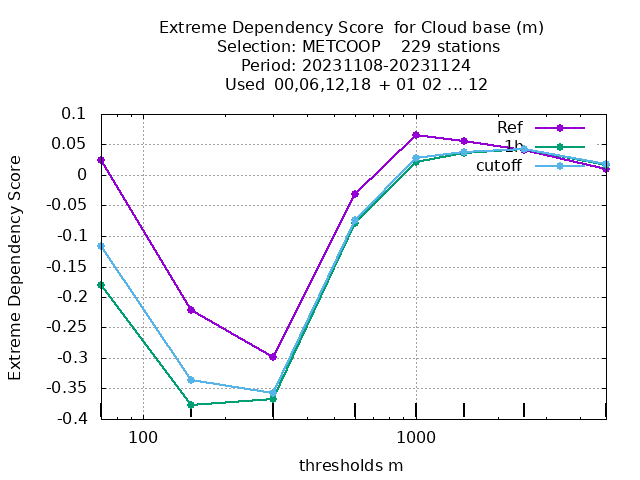 Extreme Dependency Score  for Cloud base (m)
Selection: METCOOP    229 stations
Period: 20231108-20231124
Used  00,06,12,18 + 01 02 ... 12
Extreme Dependency Score
0.1
0.05
0
-0.05
-0.1
-0.15
-0.2
-0.25
-0.3
-0.35
-0.4
Ref
1h
cutoff
100
1000
thresholds m